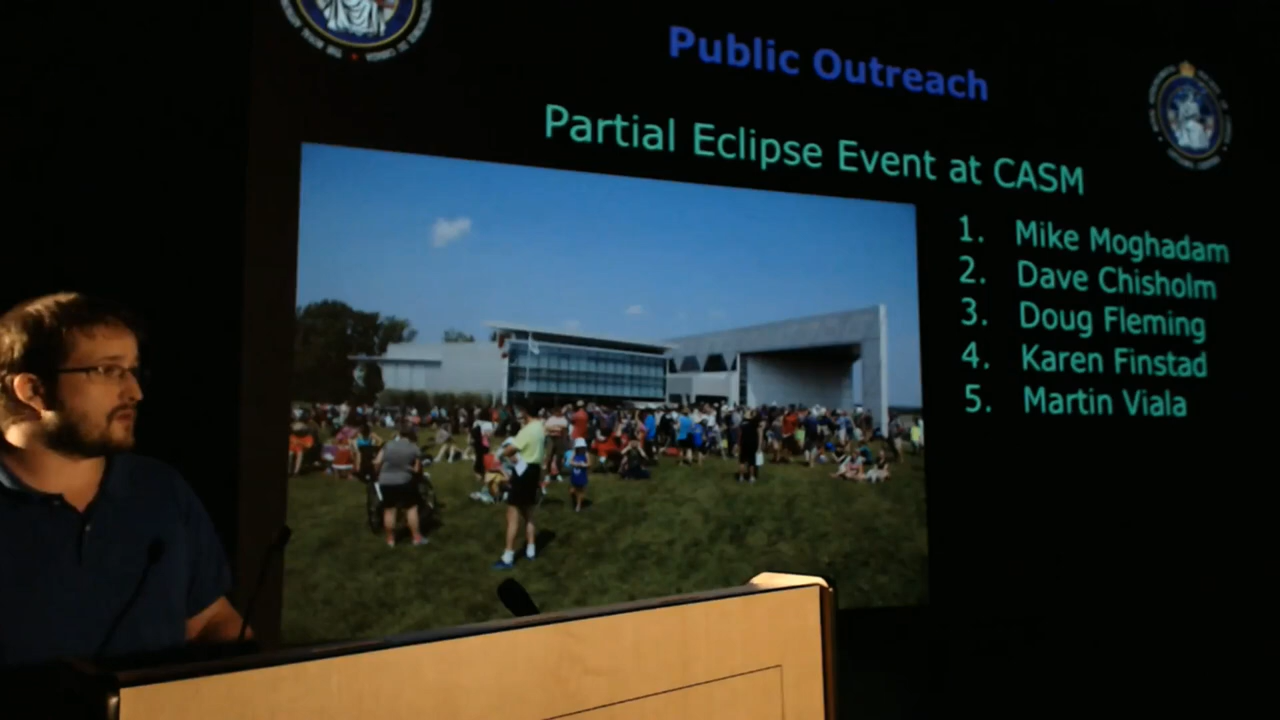 Public Outreach
Partial Eclipse Event at CASM
1. Mike Moghadam
2. Dave Chisholm
3. Doug Fleming
4. Karen Finstad
5. Martin Viala